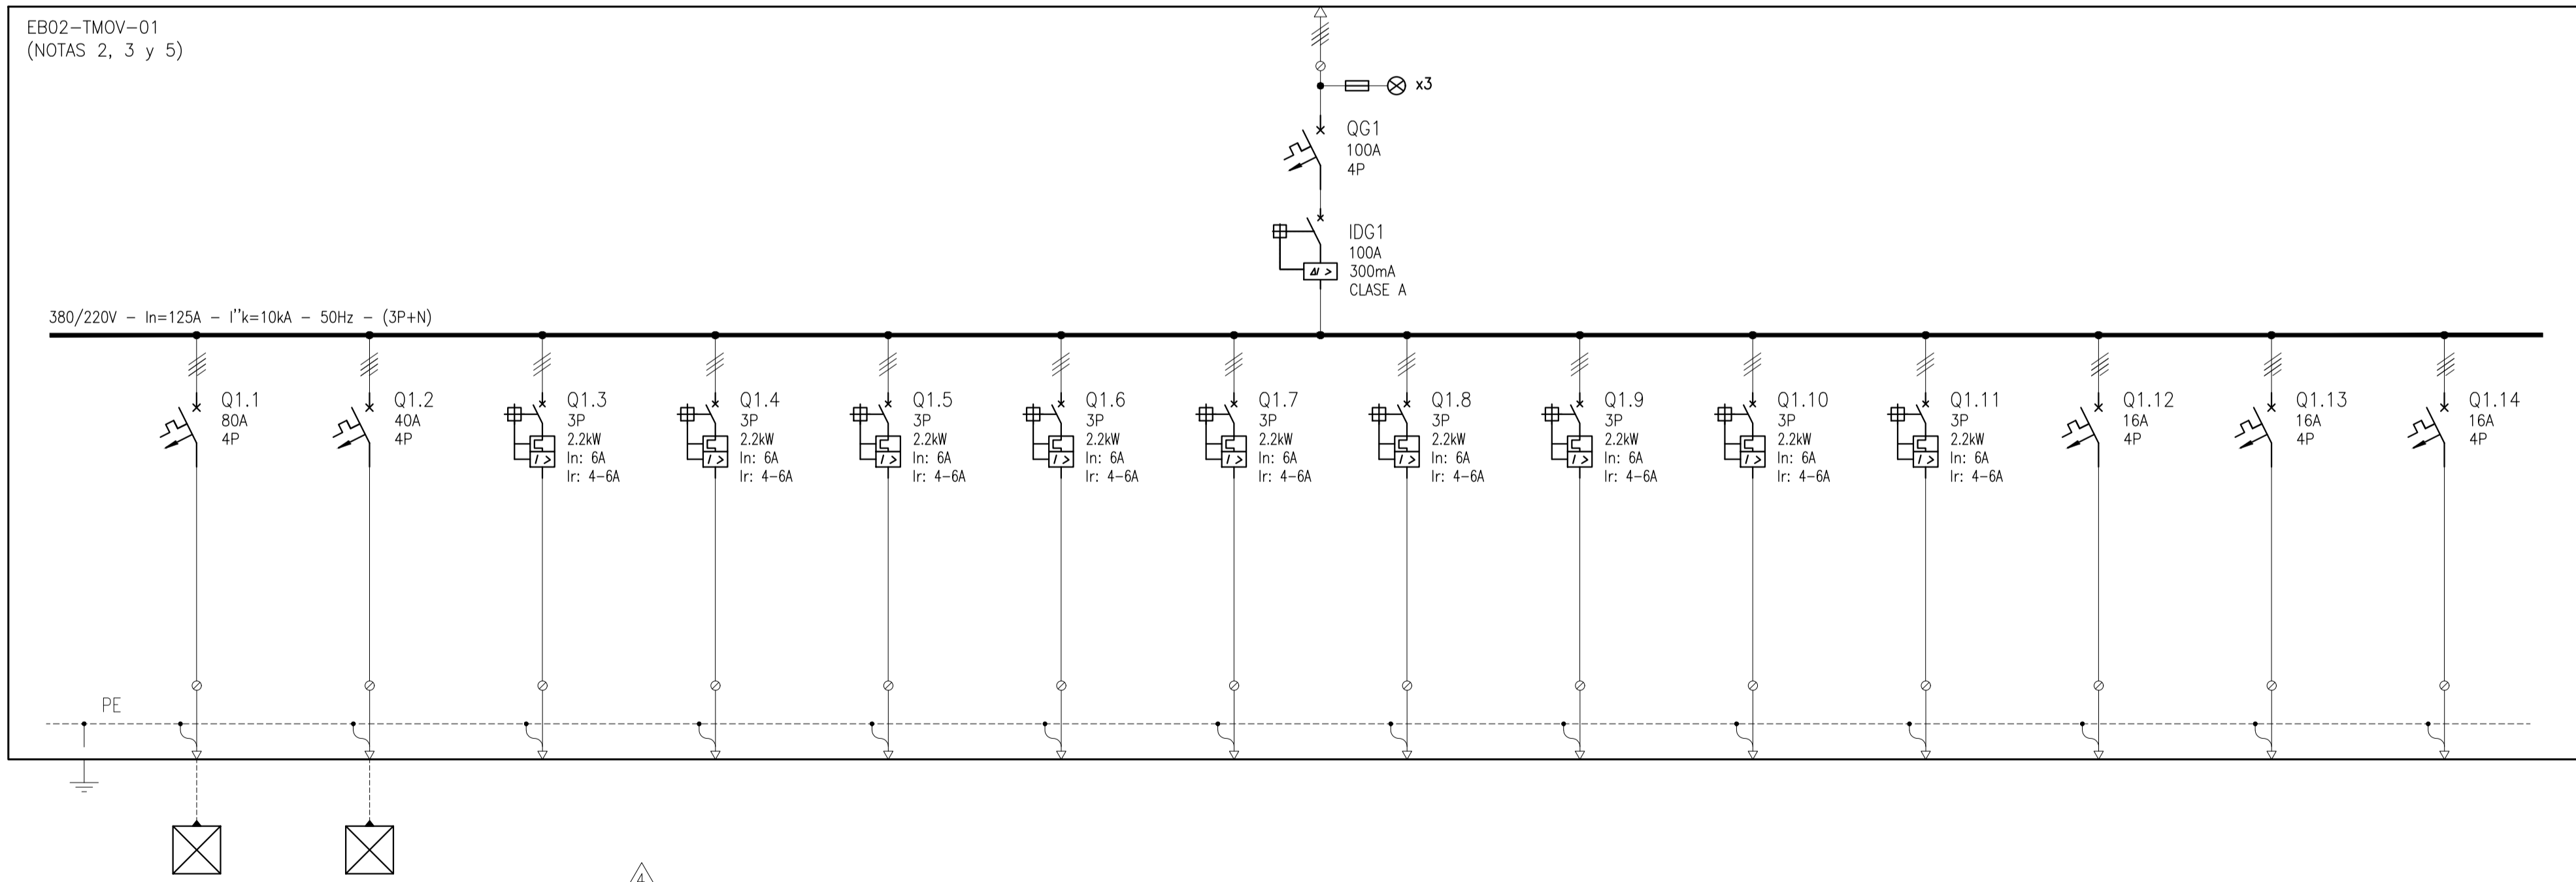 EB02-TMOV-01
(NOTAS 2, 3 y 5)
x3
QG1
100A
4P
IDG1
100A
ΔI >
300mA
CLASE A
380/220V - In=125A - I''k=10kA - 50Hz - (3P+N)
Q1.1
80A
4P
Q1.2
40A
4P
Q1.3
3P
2.2kW
In: 6A
I >
Ir: 4-6A
Q1.4
3P
2.2kW
In: 6A
I >
Ir: 4-6A
Q1.5
3P
2.2kW
In: 6A
I >
Ir: 4-6A
Q1.6
3P
2.2kW
In: 6A
I >
Ir: 4-6A
Q1.7
3P
2.2kW
In: 6A
I >
Ir: 4-6A
Q1.8
3P
2.2kW
In: 6A
I >
Ir: 4-6A
Q1.9
3P
2.2kW
In: 6A
I >
Ir: 4-6A
Q1.10
3P
2.2kW
In: 6A
I >
Ir: 4-6A
Q1.11
3P
2.2kW
In: 6A
I >
Ir: 4-6A
Q1.12
16A
4P
Q1.13
16A
4P
Q1.14
16A
4P
PE
4